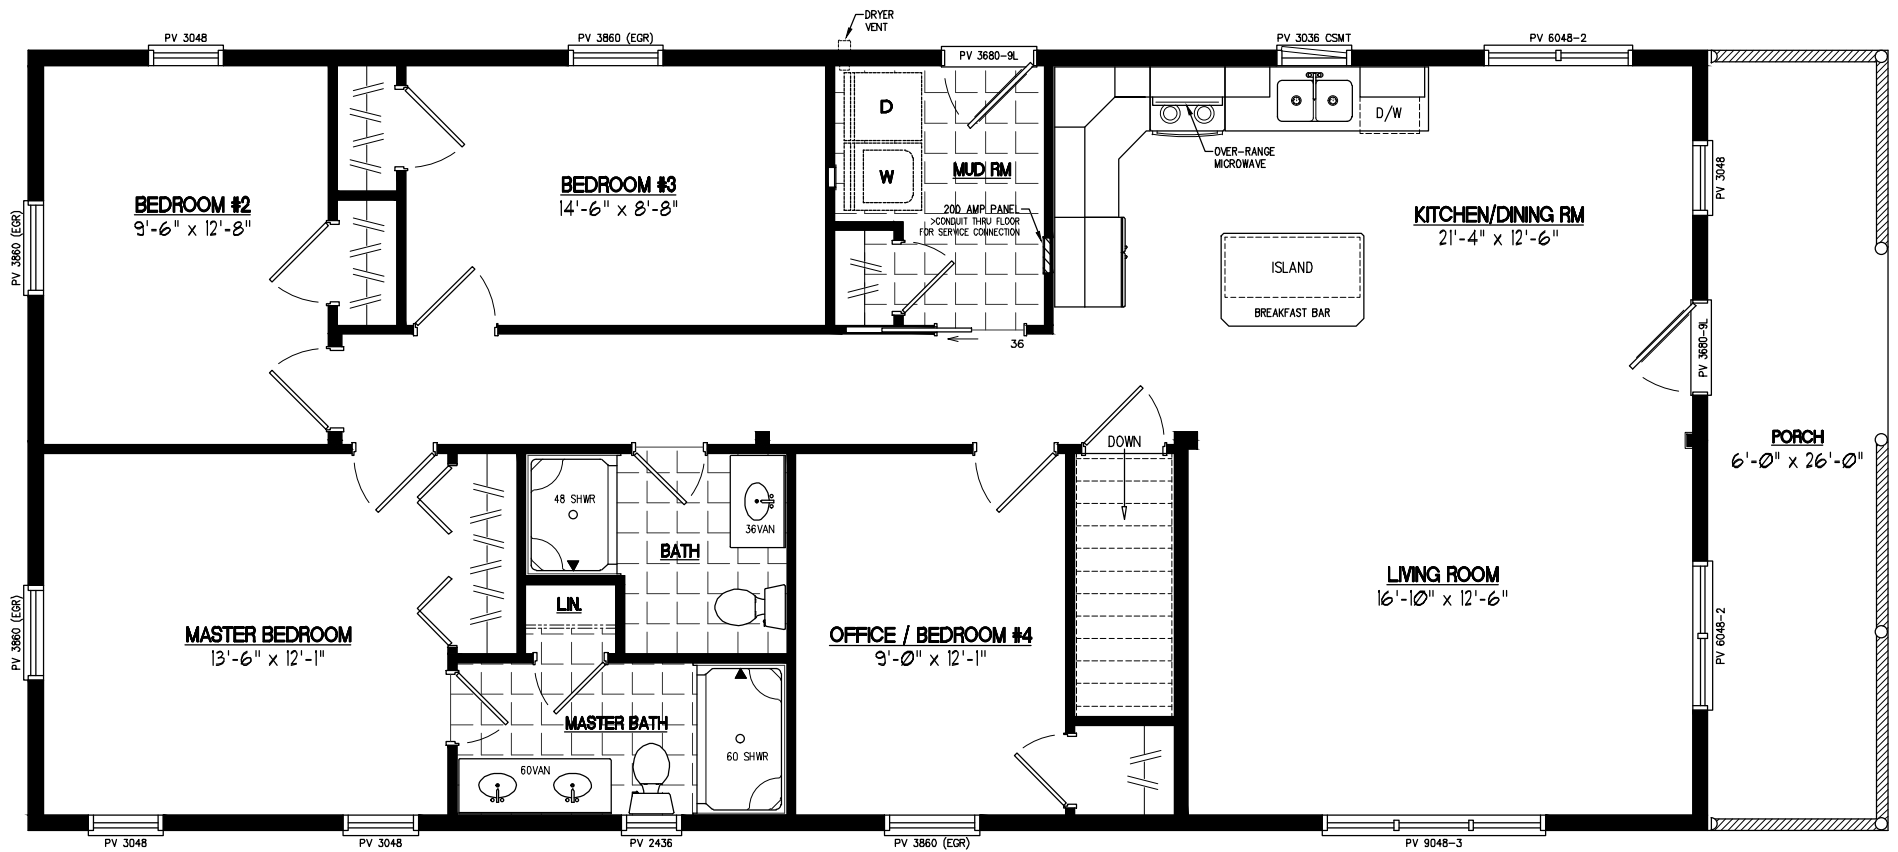 DRYER
VENT
PV 3048
PV 3860 (EGR)
PV 3680-9L
PV 3036 CSMT
PV 6048-2
D
W
MUD RM
D/W
OVER-RANGE
MICROWAVE
PV 3048
BEDROOM #2
9'-6" x 12'-8"
BEDROOM #3
14'-6" x 8'-8"
200 AMP PANEL
>CONDUIT THRU FLOOR
FOR SERVICE CONNECTION
KITCHEN/DINING RM
21'-4" x 12'-6"
PV 3860 (EGR)
ISLAND
BREAKFAST BAR
36
PV 3680-9L
DOWN
PORCH
6'-0" x 26'-0"
48 SHWR
36VAN
BATH
LIN.
LIVING ROOM
16'-10" x 12'-6"
MASTER BEDROOM
13'-6" x 12'-1"
OFFICE / BEDROOM #4
9'-0" x 12'-1"
PV 3860 (EGR)
PV 6048-2
MASTER BATH
60VAN
60 SHWR
PV 3048
PV 3048
PV 2436
PV 3860 (EGR)
PV 9048-3